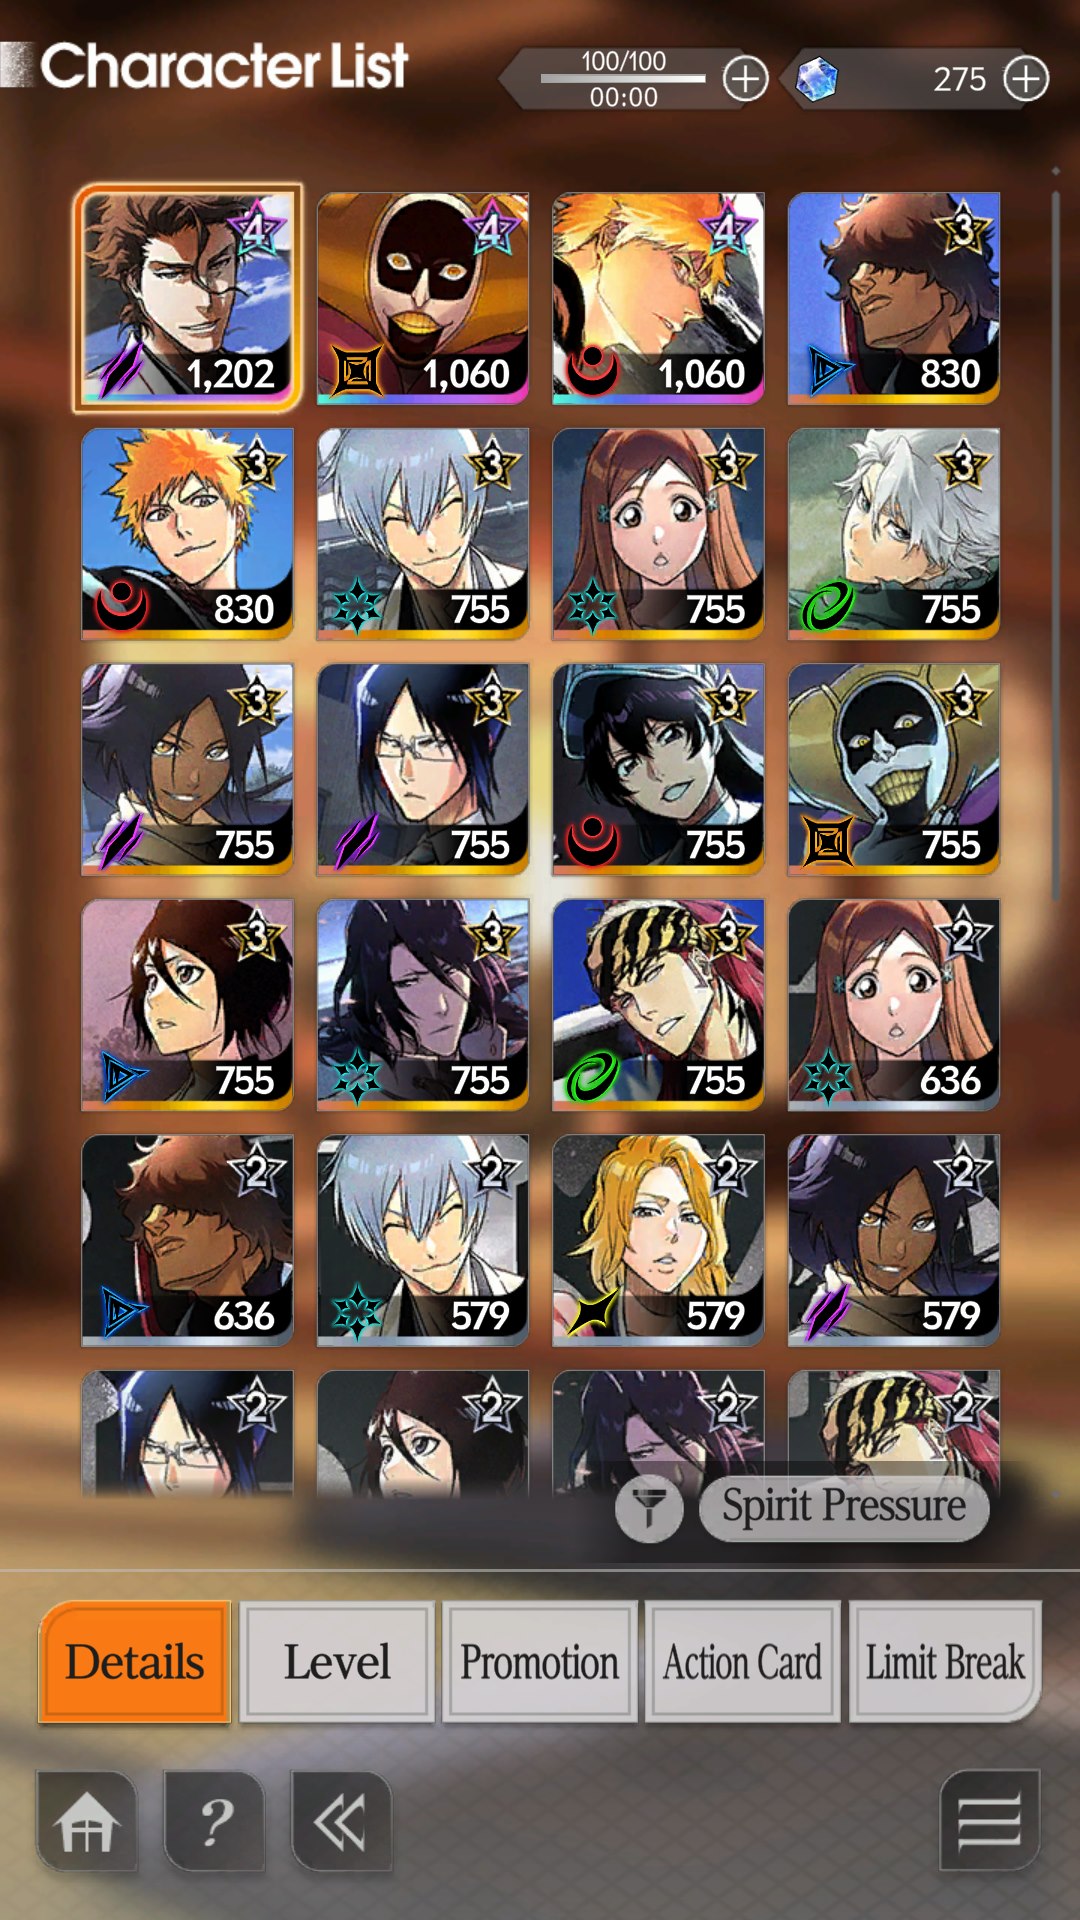 Character List
100/100
00:00
275
4 4 4 3
1,202 1,060 1,060 830
3 3 3 3
830 755 755 755
3 3 3 3
755 755 755 755
3 3 3 2
755 755 755 636
2 2 2 2
636 579 579 579
2 2 2 2
Spirit Pressure
Details Level Promotion Action Card Limit Break
?